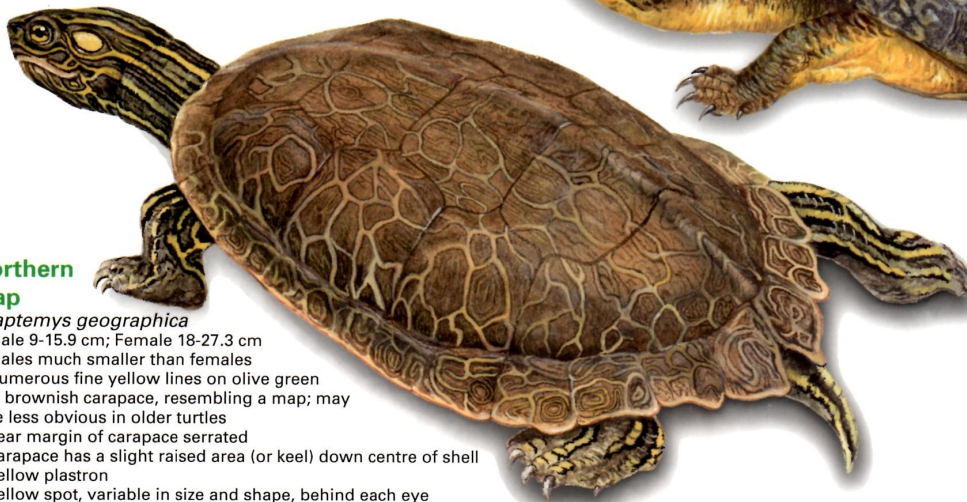 orthern
ap
aptemys geographica
ale 9-15.9 cm; Female 18-27.3 cm
ales much smaller than females
umerous fine yellow lines on olive green
brownish carapace, resembling a map; may
e less obvious in older turtles
ear margin of carapace serrated
arapace has a slight raised area (or keel) down centre of shell
ellow plastron
ellow spot, variable in size and shape, behind each eye